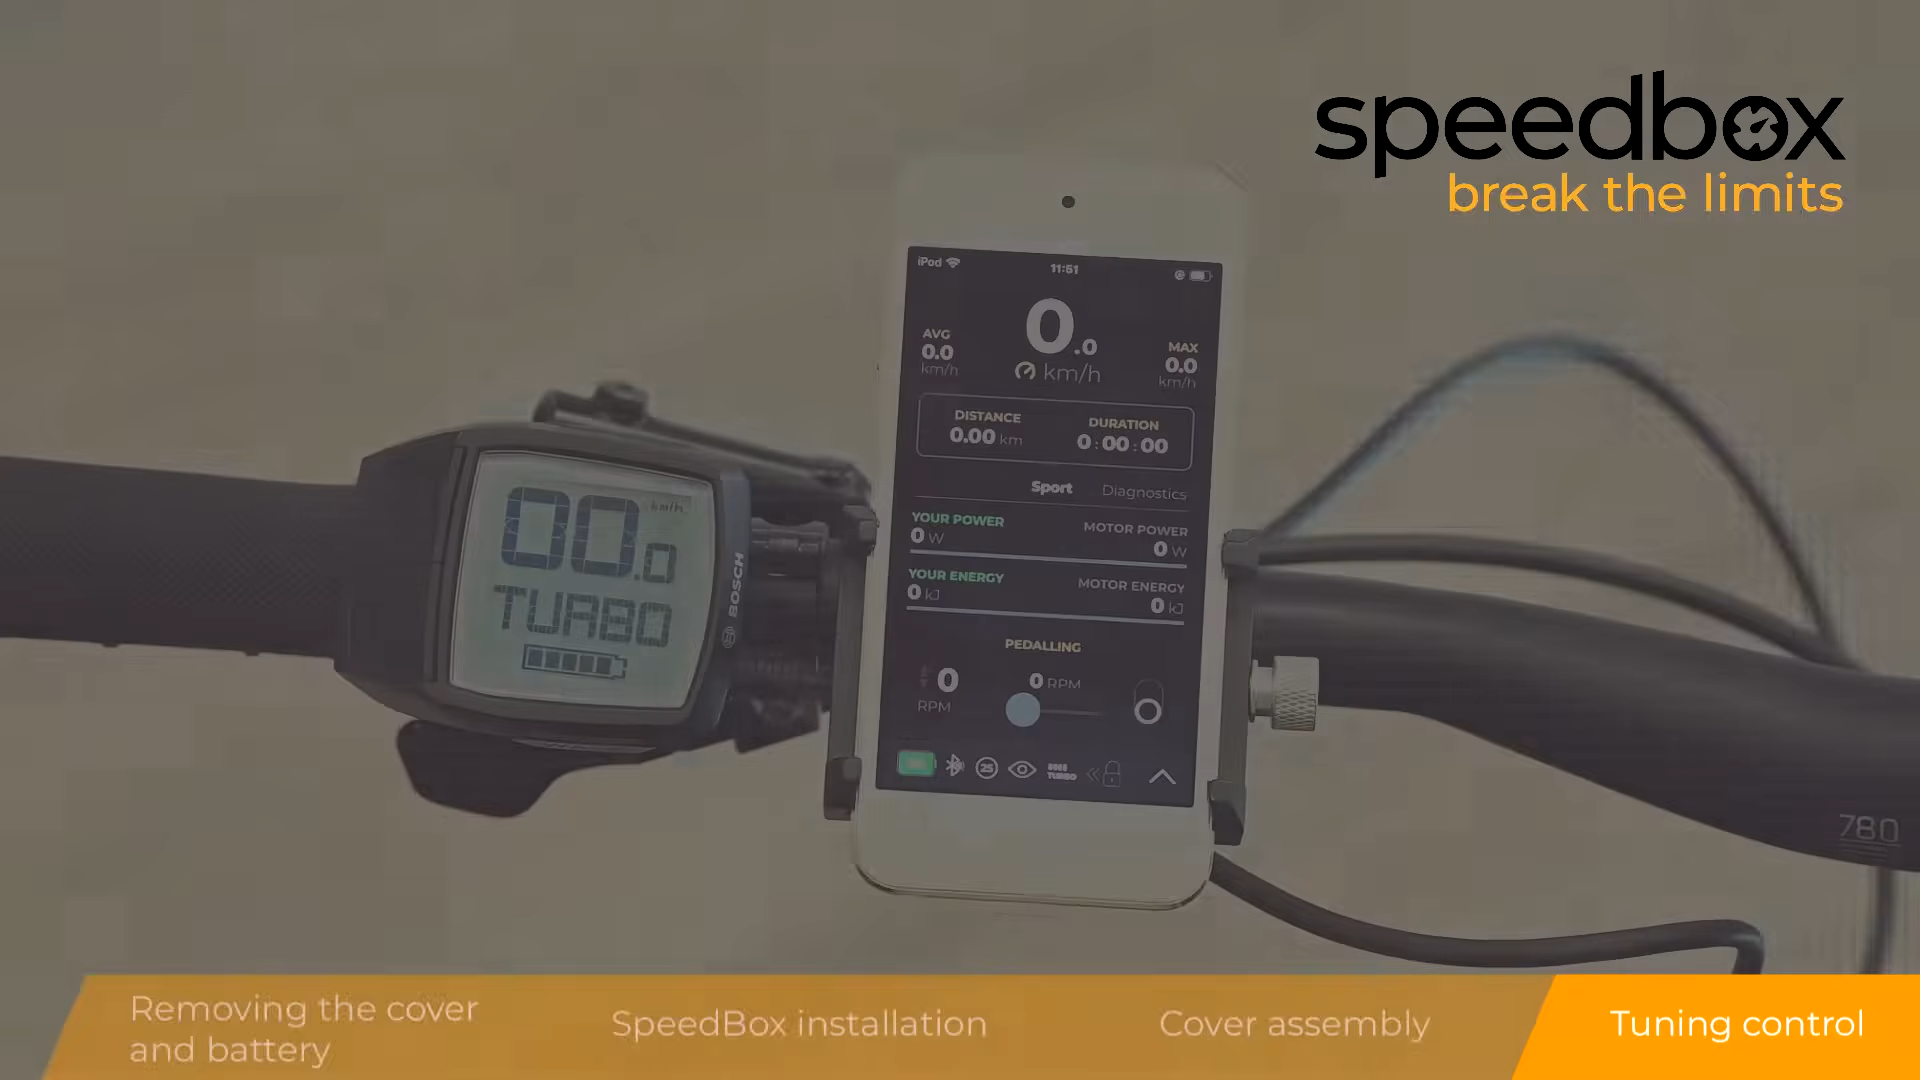 speedbox
break the limits
iPod
11:51
0.0
km/h
AVG
0.0
km/h
MAX
0.0
km/h
DISTANCE
0.00 km
DURATION
0:00:00
Sport
Diagnostics
YOUR POWER
0 W
MOTOR POWER
0 W
YOUR ENERGY
0 kJ
MOTOR ENERGY
0 kJ
PEDALLING
0
RPM
0 RPM
25
TURBO
00.0
km/h
TURBO
BOSCH
780
Removing the cover
and battery
SpeedBox installation
Cover assembly
Tuning control